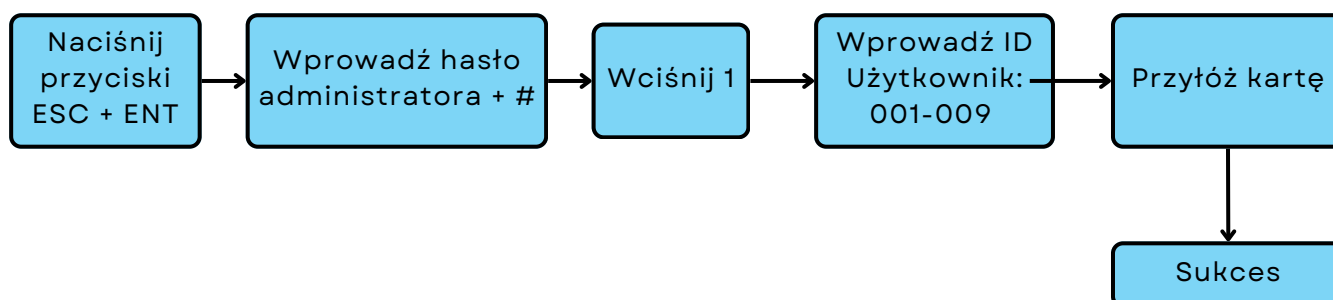 Naciśnij
przyciski
ESC + ENT
Wprowadź hasło
administratora + #
Wciśnij 1
Wprowadź ID
Użytkownik:
001-009
Przyłóż kartę
Sukces